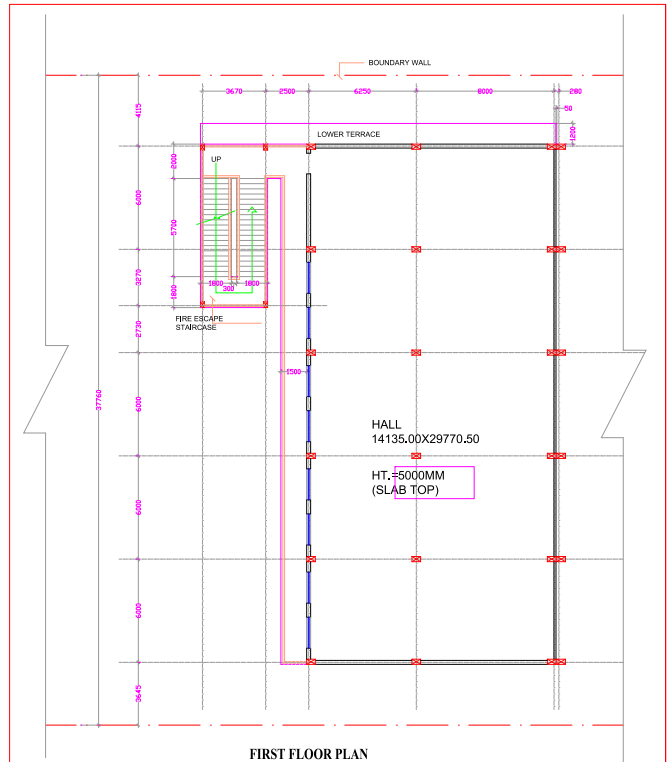 BOUNDARY WALL
3670
2500
6250
8000
280
50
4115
1200
LOWER TERRACE
2000
UP
6000
5700
3270
1800
300
1800
1800
FIRE ESCAPE
STAIRCASE
2730
1500
37760
6000
HALL
14135.00X29770.50
HT.=5000MM
(SLAB TOP)
6000
6000
3645
FIRST FLOOR PLAN